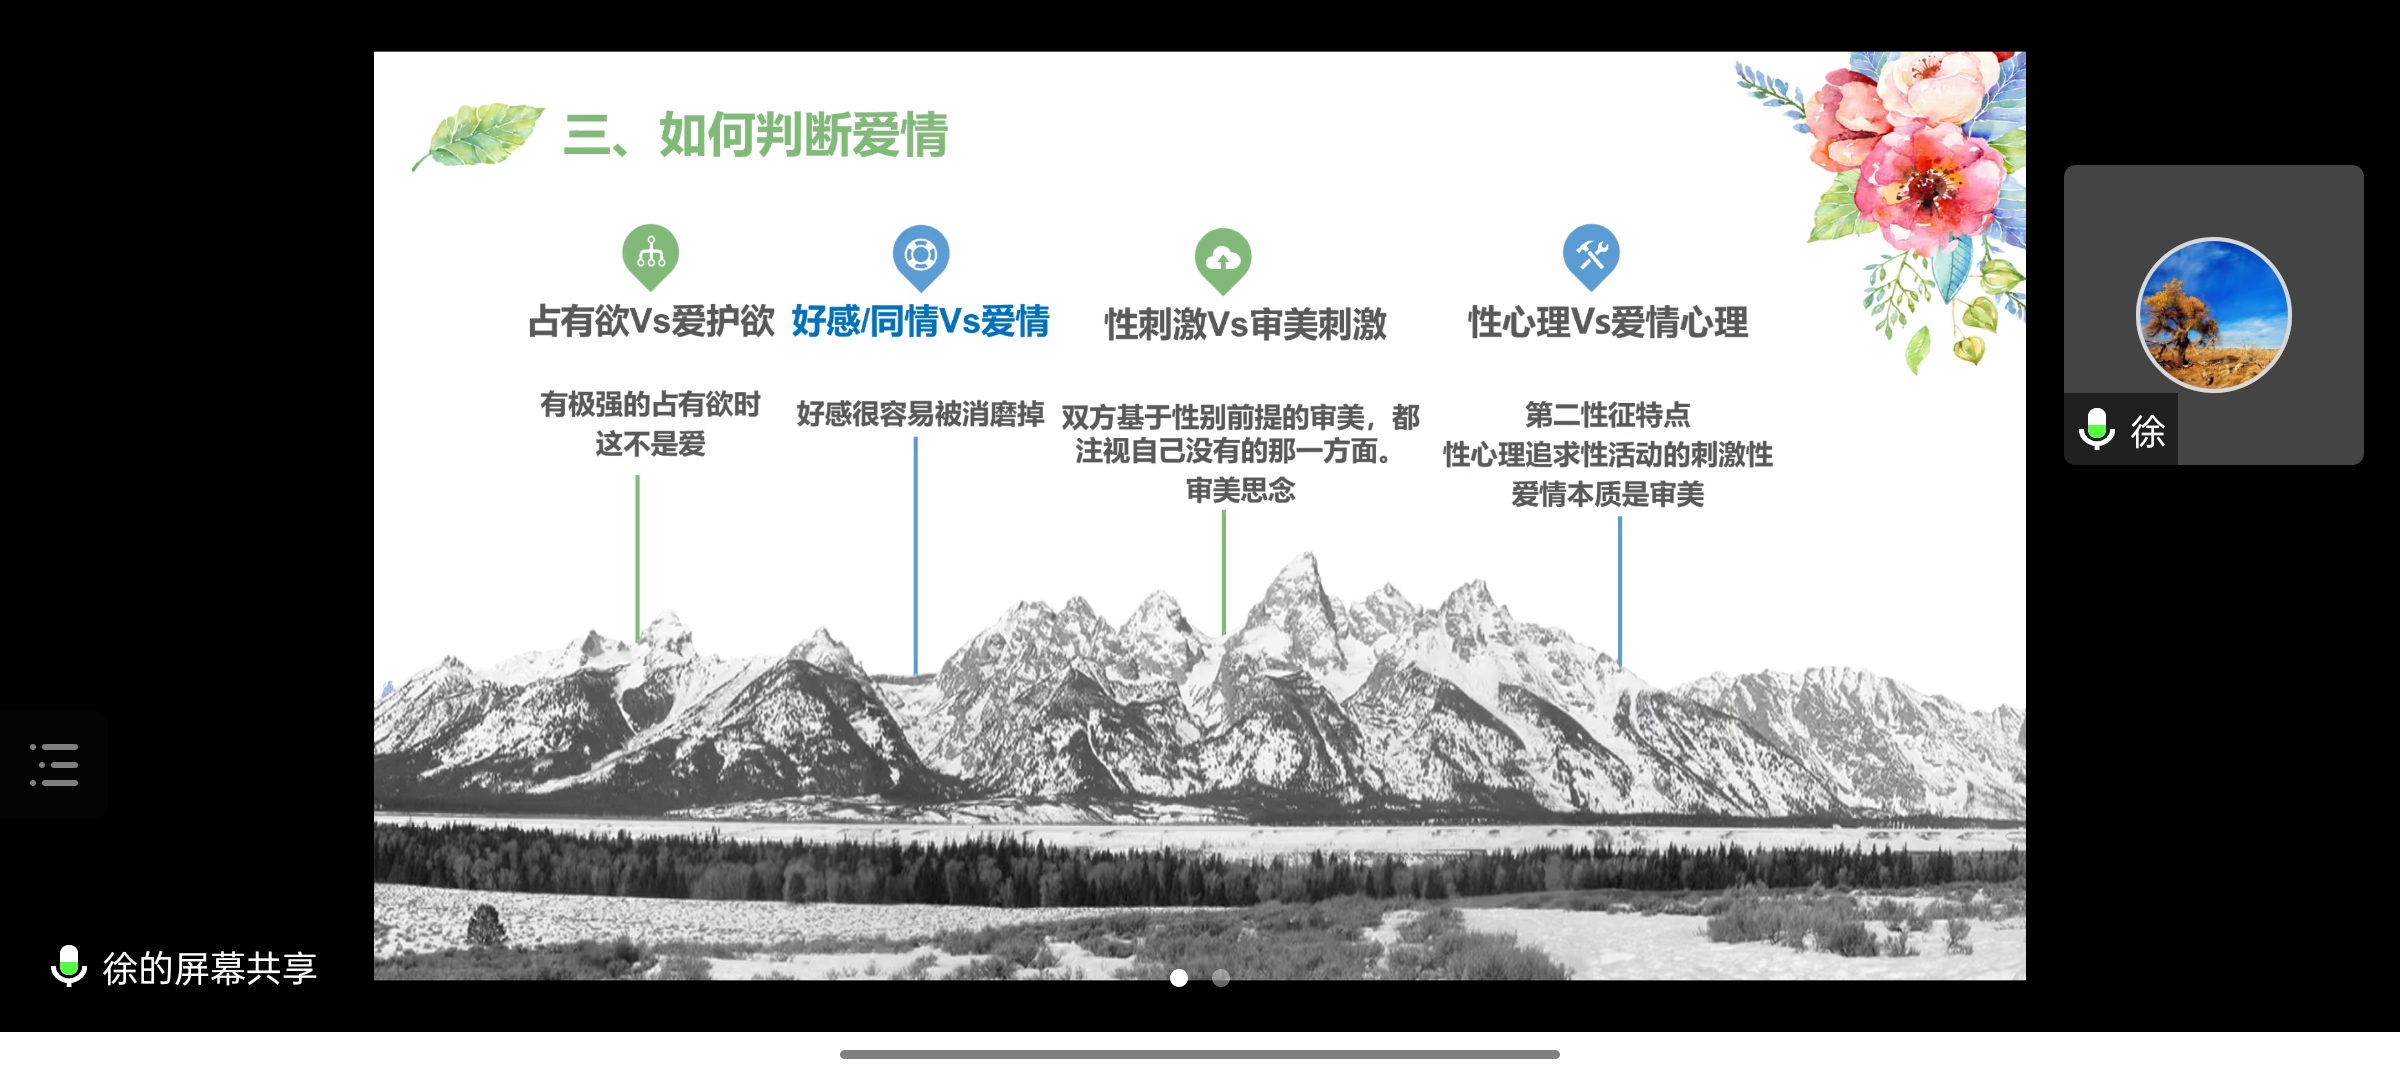 三、如何判断爱情
占有欲Vs爱护欲
好感/同情Vs爱情
性刺激Vs审美刺激
性心理Vs爱情心理
有极强的占有欲时
这不是爱
好感很容易被消磨掉
双方基于性别前提的审美，都
注视自己没有的那一方面。
审美思念
第二性征特点
性心理追求性活动的刺激性
爱情本质是审美
徐
徐的屏幕共享